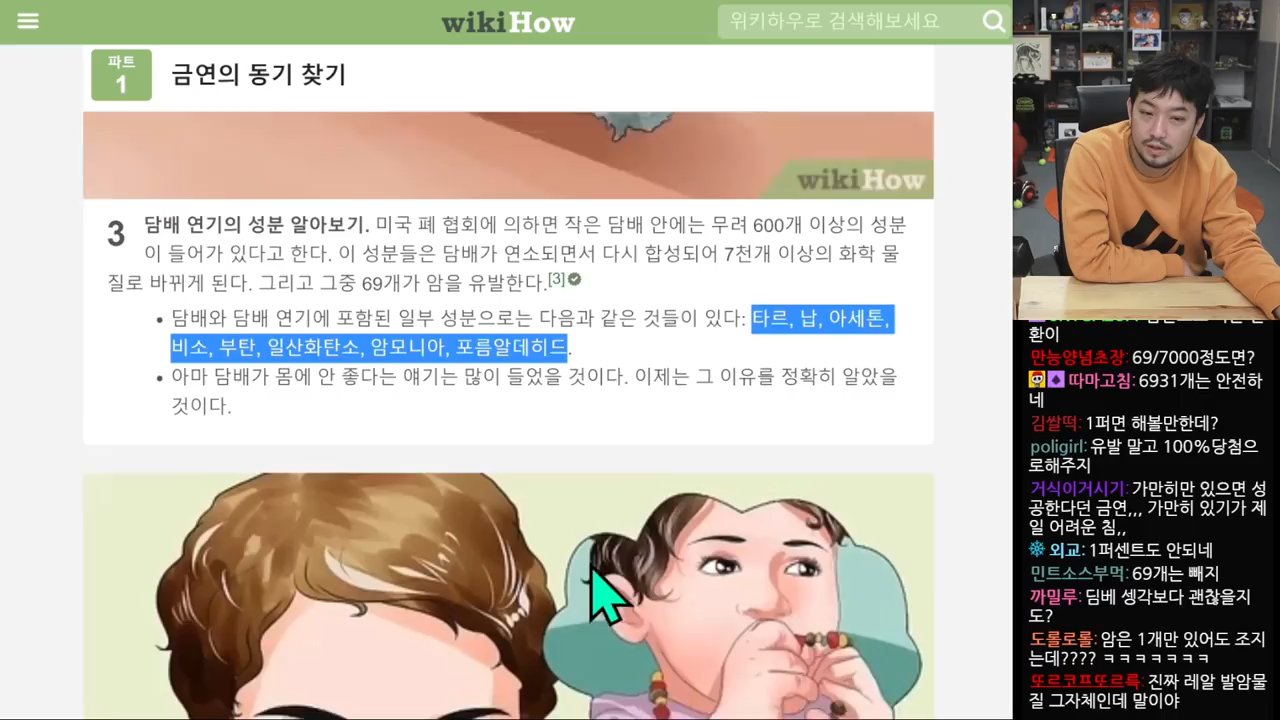 wikiHow
위키하우로 검색해보세요
파트
1
금연의 동기 찾기
wikiHow
3
담배 연기의 성분 알아보기. 미국 폐 협회에 의하면 작은 담배 안에는 무려 600개 이상의 성분
이 들어가 있다고 한다. 이 성분들은 담배가 연소되면서 다시 합성되어 7천개 이상의 화학 물
질로 바뀌게 된다. 그리고 그중 69개가 암을 유발한다.[3]
• 담배와 담배 연기에 포함된 일부 성분으로는 다음과 같은 것들이 있다: 타르, 납, 아세톤,
비소, 부탄, 일산화탄소, 암모니아, 포름알데히드.
• 아마 담배가 몸에 안 좋다는 얘기는 많이 들었을 것이다. 이제는 그 이유를 정확히 알았을
것이다.
환이
만능양념초장: 69/7000정도면?
따마고침: 6931개는 안전하
네
김쌀떡: 1퍼면 해볼만한데?
poligirl: 유발 말고 100%당첨으
로해주지
거식이거시기: 가만히만 있으면 성
공한다던 금연,,, 가만히 있기가 제
일 어려운 침,,
외교: 1퍼센트도 안되네
민트소스부먹: 69개는 빼지
까밀루: 담베 생각보다 괜찮을지
도?
도롤로롤: 암은 1개만 있어도 조지
는데???? ㅋㅋㅋㅋㅋㅋㅋ
또르코프또르륵: 진짜 레알 발암물
질 그자체인데 말이야